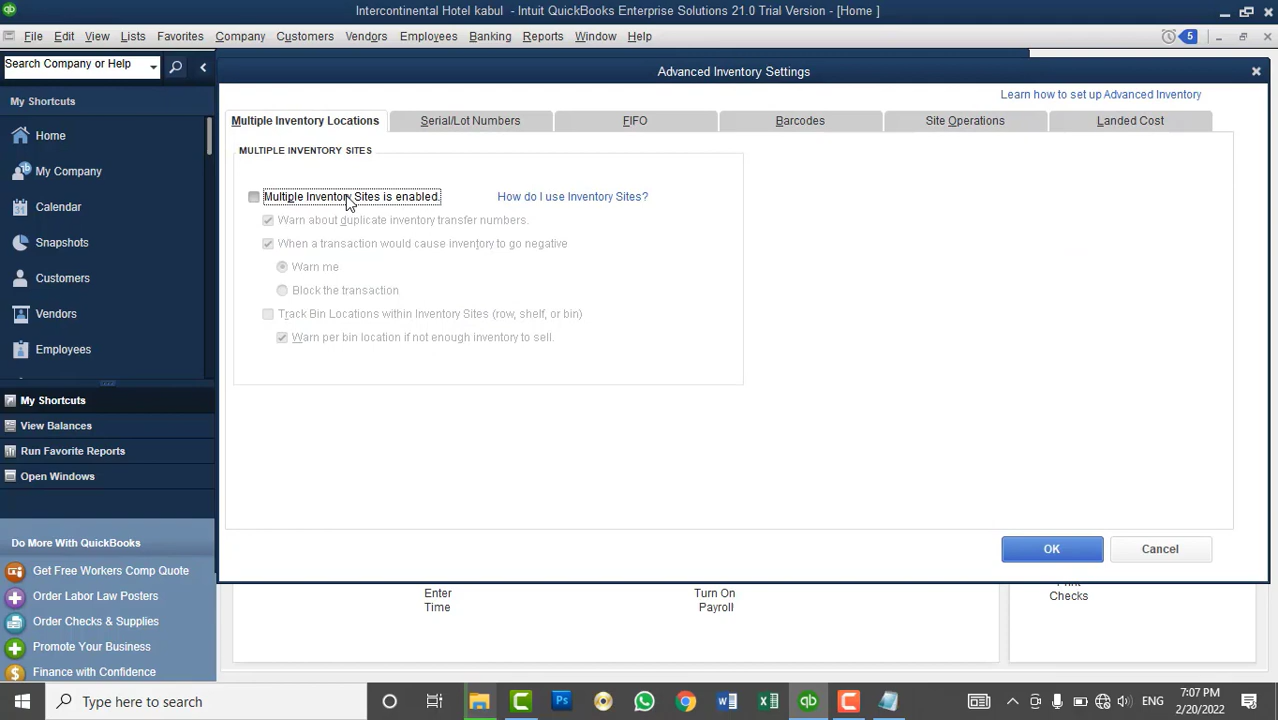 Intercontinental Hotel kabul - Intuit QuickBooks Enterprise Solutions 21.0 Trial Version - [Home ]
File Edit View Lists Favorites Company Customers Vendors Employees Banking Reports Window Help
5
Search Company or Help
Advanced Inventory Settings
Learn how to set up Advanced Inventory
My Shortcuts
Home
My Company
Calendar
Snapshots
Customers
Vendors
Employees
My Shortcuts
View Balances
Run Favorite Reports
Open Windows
Do More With QuickBooks
Get Free Workers Comp Quote
Order Labor Law Posters
Order Checks & Supplies
Promote Your Business
Finance with Confidence
Multiple Inventory Locations Serial/Lot Numbers FIFO Barcodes Site Operations Landed Cost
MULTIPLE INVENTORY SITES
Multiple Inventory Sites is enabled. How do I use Inventory Sites?
Warn about duplicate inventory transfer numbers.
When a transaction would cause inventory to go negative
Warn me
Block the transaction
Track Bin Locations within Inventory Sites (row, shelf, or bin)
Warn per bin location if not enough inventory to sell.
OK Cancel
Enter
Time
Turn On
Payroll
Print
Checks
Type here to search
Ps
ENG
7:07 PM
2/20/2022